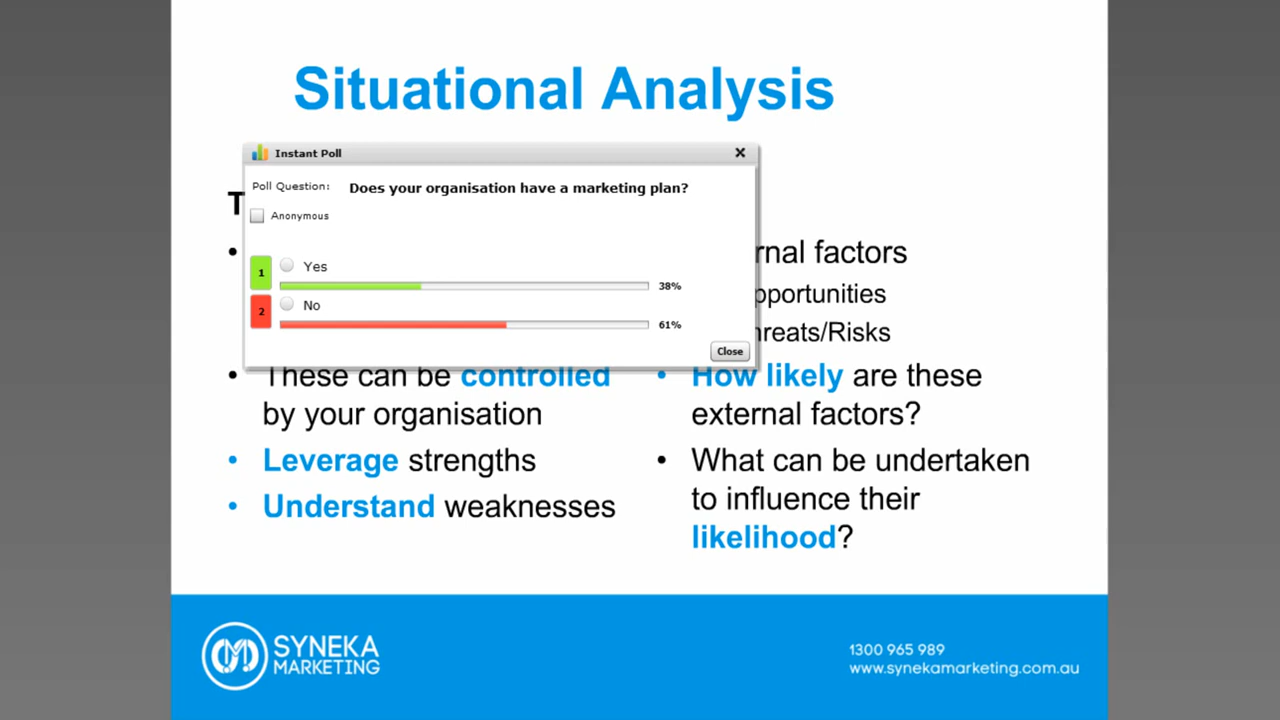 Situational Analysis
Instant Poll
Poll Question: Does your organisation have a marketing plan?
Anonymous
1 Yes
38%
2 No
61%
Close
• These can be controlled
by your organisation
• Leverage strengths
• Understand weaknesses
rnal factors
pportunities
hreats/Risks
• How likely are these
external factors?
• What can be undertaken
to influence their
likelihood?
SYNEKA
MARKETING
1300 965 989
www.synekamarketing.com.au